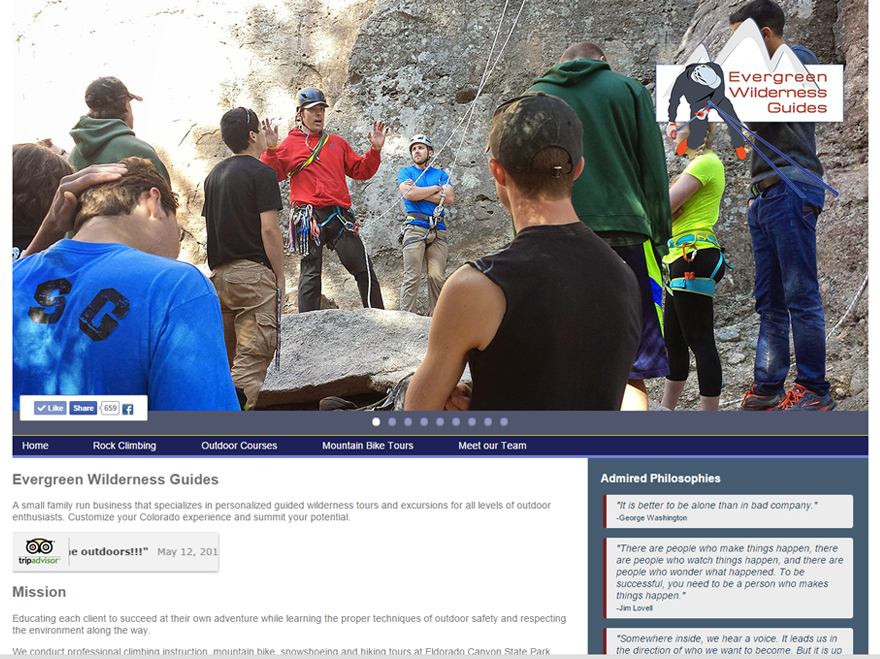 Evergreen
Wilderness
Guides
SG
Like Share 659
Home Rock Climbing Outdoor Courses Mountain Bike Tours Meet our Team
Evergreen Wilderness Guides
A small family run business that specializes in personalized guided wilderness tours and excursions for all levels of outdoor
enthusiasts. Customize your Colorado experience and summit your potential.
tripadvisor e outdoors!!!" May 12, 201
Mission
Educating each client to succeed at their own adventure while learning the proper techniques of outdoor safety and respecting
the environment along the way.
We conduct professional climbing instruction, mountain bike, snowshoeing and hiking tours at Eldorado Canyon State Park
Admired Philosophies
"It is better to be alone than in bad company."
-George Washington
"There are people who make things happen, there
are people who watch things happen, and there are
people who wonder what happened. To be
successful, you need to be a person who makes
things happen."
-Jim Lovell
"Somewhere inside, we hear a voice. It leads us in
the direction of who we want to become. But it is up